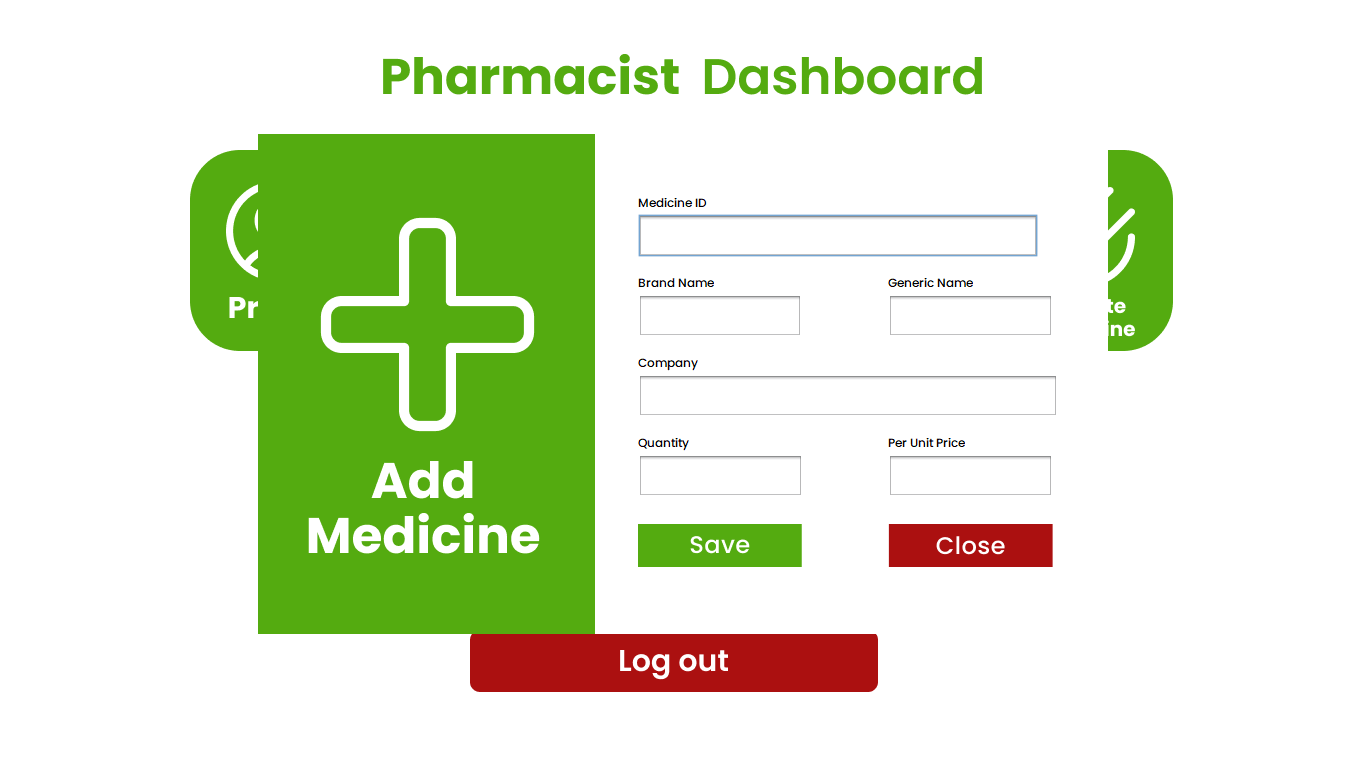 Pharmacist Dashboard
Medicine ID
Brand Name Generic Name
Company
Quantity Per Unit Price
Add
Medicine
Save Close
Log out